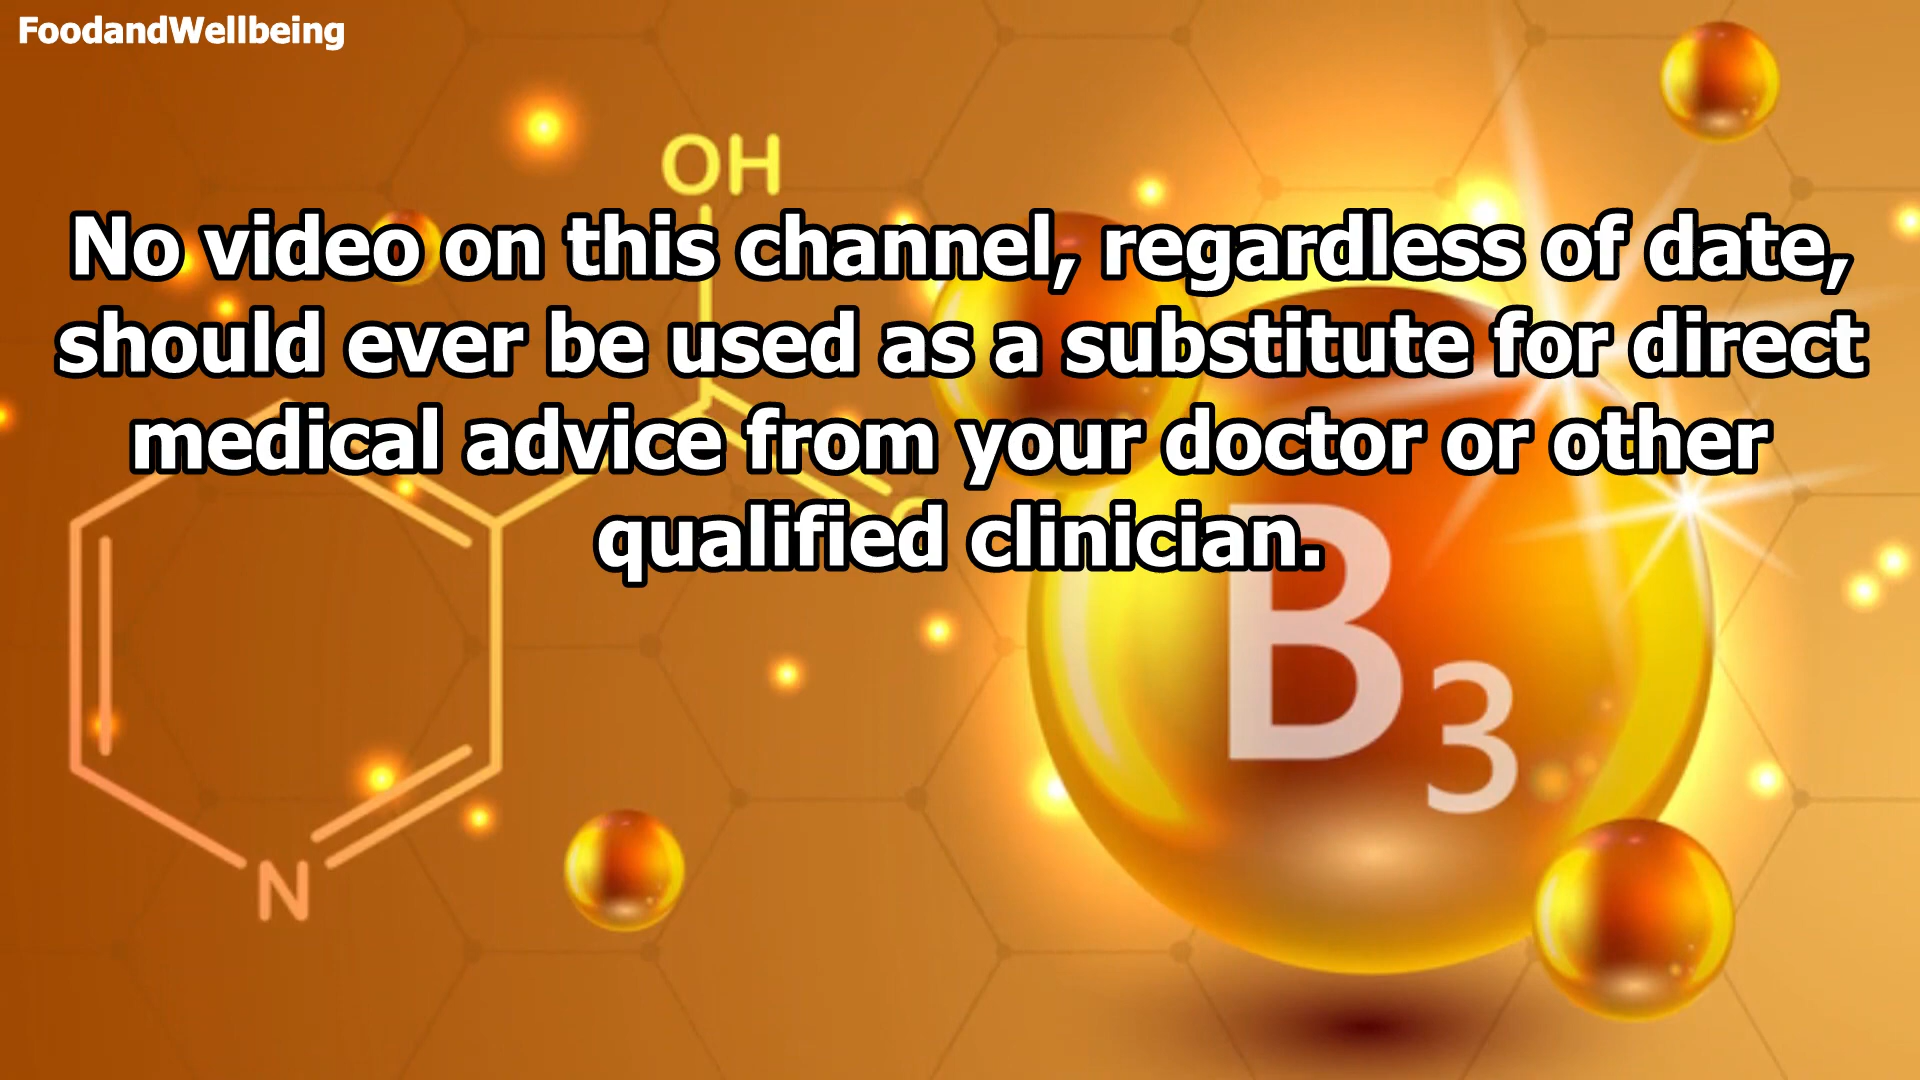 FoodandWellbeing
OH
No video on this channel, regardless of date,
should ever be used as a substitute for direct
medical advice from your doctor or other
qualified clinician.
B3
N